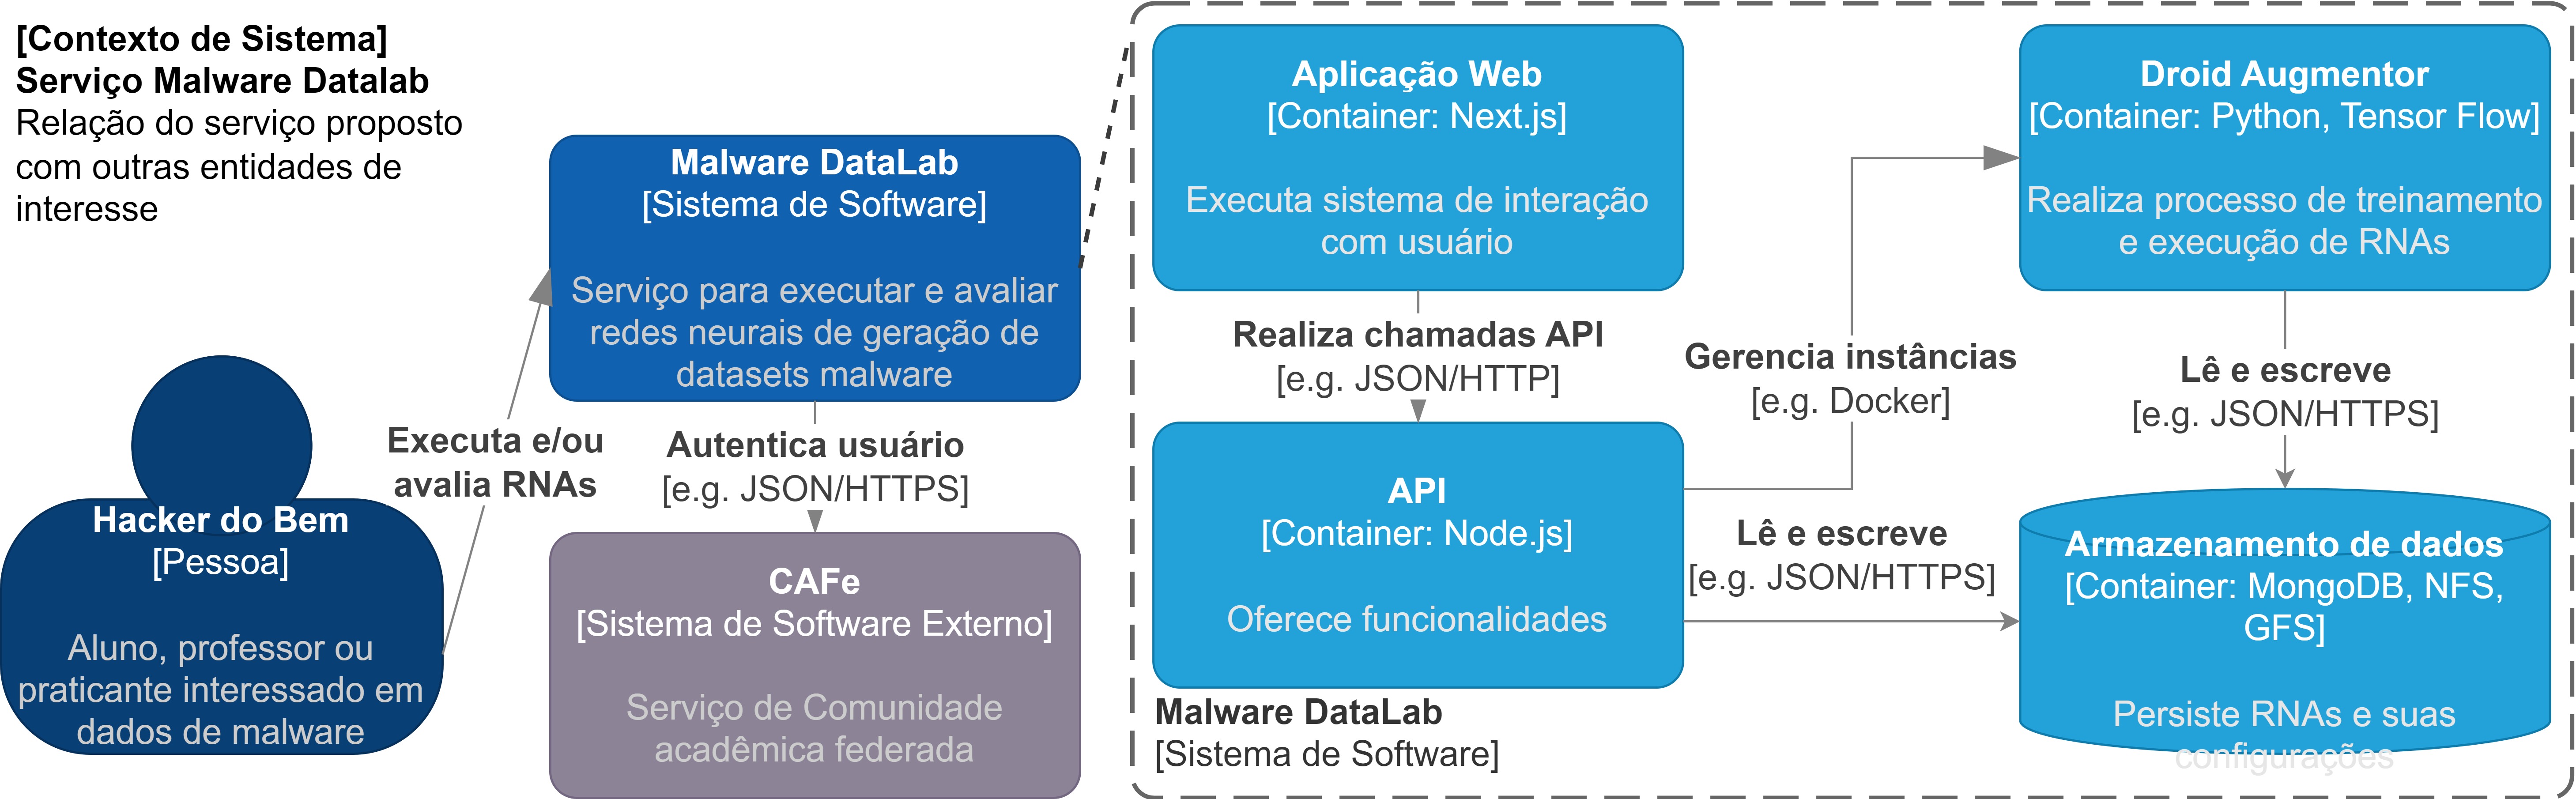 [Contexto de Sistema]
Serviço Malware Datalab
Relação do serviço proposto
com outras entidades de
interesse
Hacker do Bem
[Pessoa]
Aluno, professor ou
praticante interessado em
dados de malware
Executa e/ou
avalia RNAs
Malware DataLab
[Sistema de Software]
Serviço para executar e avaliar
redes neurais de geração de
datasets malware
Autentica usuário
[e.g. JSON/HTTPS]
CAFe
[Sistema de Software Externo]
Serviço de Comunidade
acadêmica federada
Aplicação Web
[Container: Next.js]
Executa sistema de interação
com usuário
Realiza chamadas API
[e.g. JSON/HTTP]
API
[Container: Node.js]
Oferece funcionalidades
Malware DataLab
[Sistema de Software]
Gerencia instâncias
[e.g. Docker]
Lê e escreve
[e.g. JSON/HTTPS]
Droid Augmentor
[Container: Python, Tensor Flow]
Realiza processo de treinamento
e execução de RNAs
Lê e escreve
[e.g. JSON/HTTPS]
Armazenamento de dados
[Container: MongoDB, NFS,
GFS]
Persiste RNAs e suas
configurações